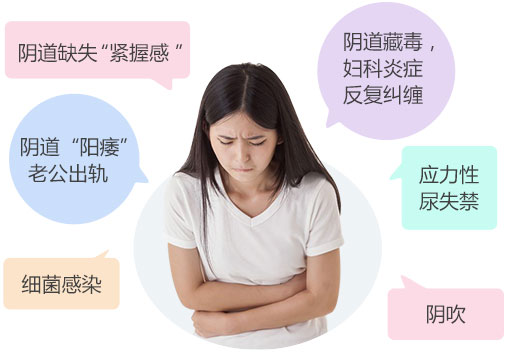 阴道缺失“紧握感 ”
阴道藏毒，
妇科炎症
反复纠缠
阴道“阳痿”
老公出轨
应力性
尿失禁
细菌感染
阴吹